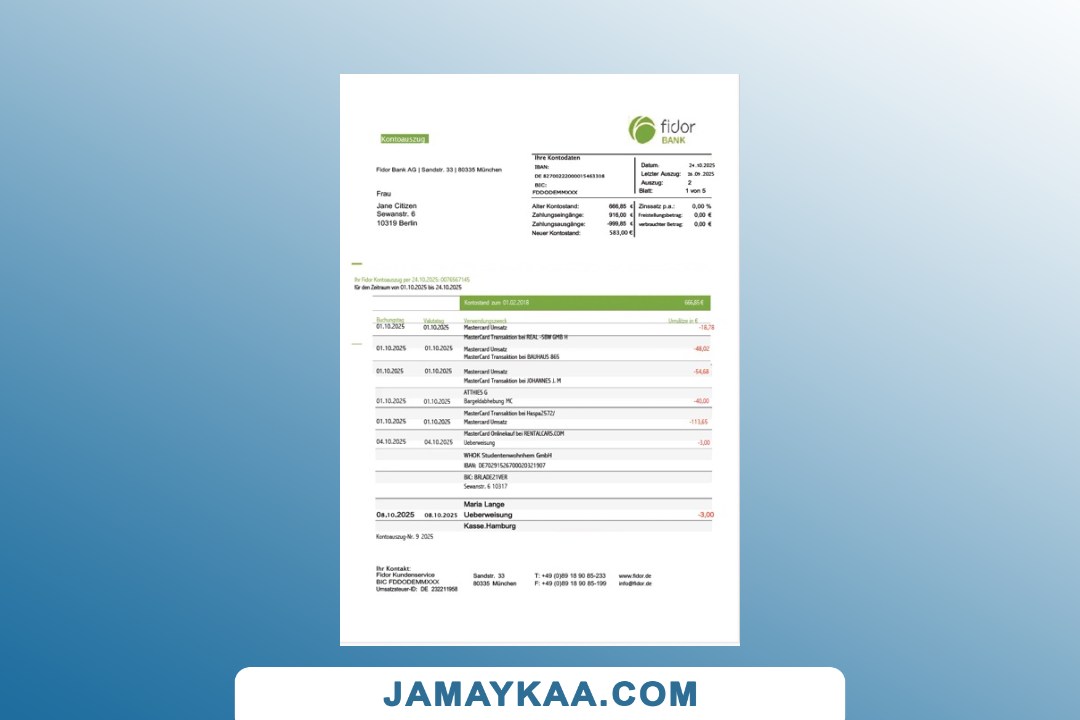 fidor
BANK
Kontoauszug
Fidor Bank AG | Sandstr. 33 | 80335 München
Frau
Jane Citizen
Sewanstr. 6
10319 Berlin
Ihre Kontodaten
IBAN:
DE 82700222000015463308
BIC:
FDDODEMMXXX
Datum: 24.10.2025
Letzter Auszug: 26.09.2025
Auszug: 2
Blatt: 1 von 5
Alter Kontostand: 666,85 €
Zahlungseingänge: 916,00 €
Zahlungsausgänge: -999,85 €
Neuer Kontostand: 583,00 €
Zinssatz p.a.: 0,00 %
Freistellungsbetrag: 0,00 €
verbrauchter Betrag: 0,00 €
Ihr Fidor Kontoauszug per 24.10.2025: 0076567145
für den Zeitraum von 01.10.2025 bis 24.10.2025
Kontostand zum 01.02.2018 666,85 €
Buchungstag Valutatag Verwendungszweck Umsätze in €
01.10.2025 01.10.2025 Mastercard Umsatz -18,78
MasterCard Transaktion bei REAL -SBW GMB H
01.10.2025 01.10.2025 Mastercard Umsatz -48,02
MasterCard Transaktion bei BAUHAUS 865
01.10.2025 01.10.2025 Mastercard Umsatz -54,68
MasterCard Transaktion bei JOHANNES J. M
ATTHIES G
01.10.2025 01.10.2025 Bargeldabhebung MC -40,00
MasterCard Transaktion bei Haspa2572/
01.10.2025 01.10.2025 Mastercard Umsatz -113,65
MasterCard Onlinekauf bei RENTALCARS.COM
04.10.2025 04.10.2025 Ueberweisung -3,00
WHOK Studentenwohnhem GmbH
IBAN: DE70291526700020321907
BIC: BRLADE21VER
Sewanstr. 6 10317
Maria Lange
08.10.2025 08.10.2025 Ueberweisung -3,00
Kasse.Hamburg
Kontoauszug-Nr. 9 2025
Ihr Kontakt:
Fidor Kundenservice
BIC FDDODEMMXXX
Umsatzsteuer-ID: DE 232211958
Sandstr. 33
80335 München
T: +49 (0)89 18 90 85-233
F: +49 (0)89 18 90 85-199
www.fidor.de
info@fidor.de
JAMAYKAA.COM